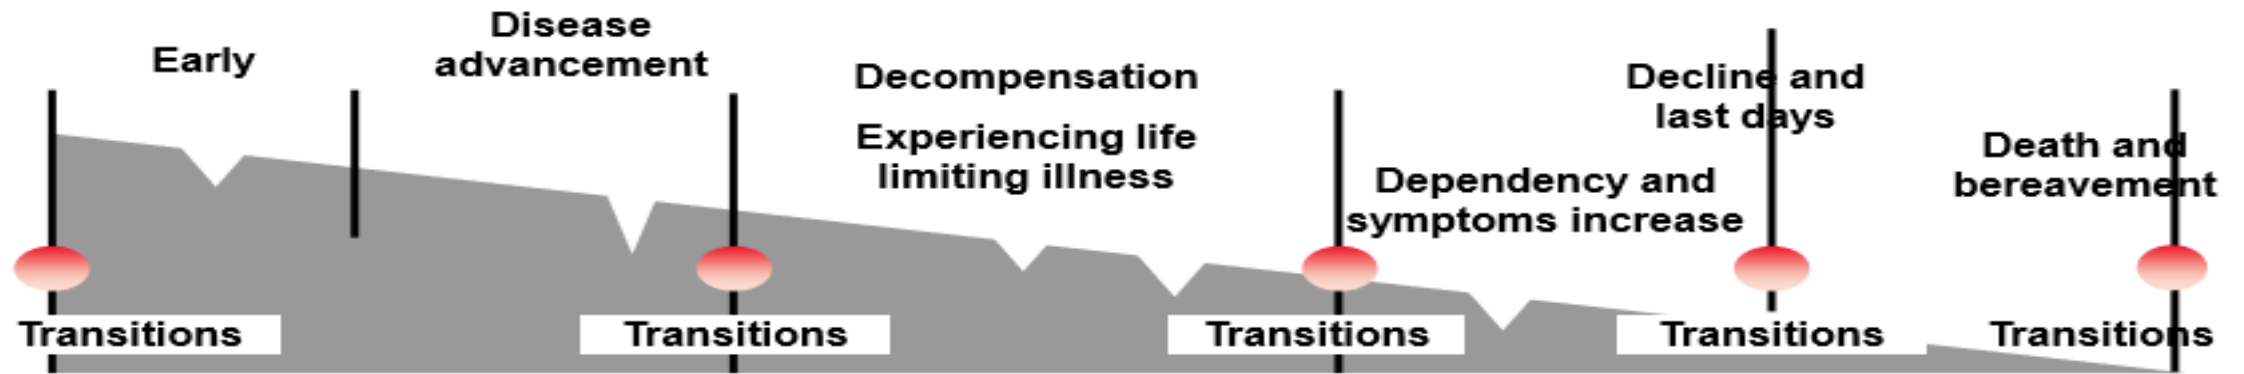 Early
Disease
advancement
Decompensation
Experiencing life
limiting illness
Dependency and
symptoms increase
Decline and
last days
Death and
bereavement
Transitions
Transitions
Transitions
Transitions
Transitions